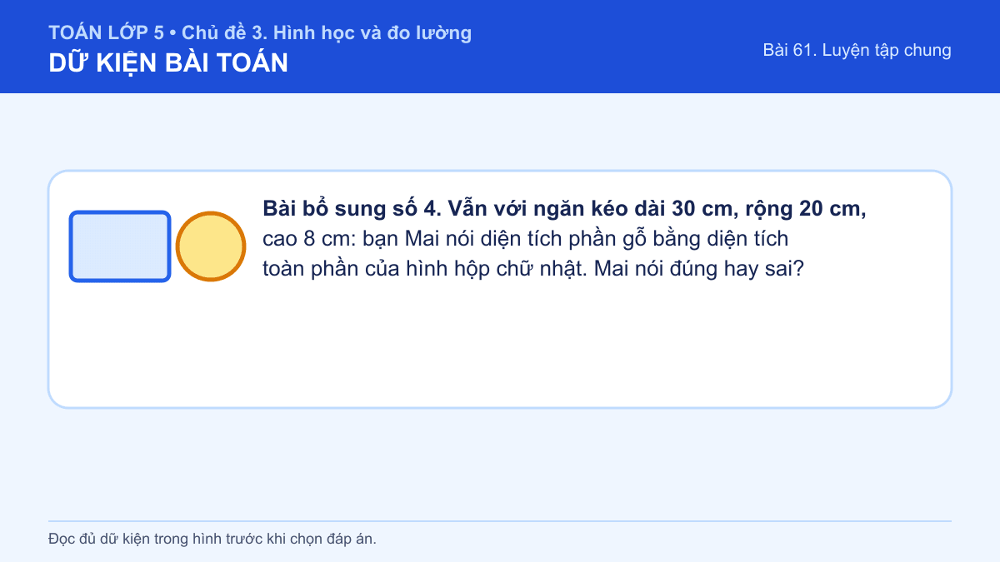 TOÁN LỚP 5 • Chủ đề 3. Hình học và đo lường
DỮ KIỆN BÀI TOÁN
Bài 61. Luyện tập chung
Bài bổ sung số 4. Vẫn với ngăn kéo dài 30 cm, rộng 20 cm,
cao 8 cm: bạn Mai nói diện tích phần gỗ bằng diện tích
toàn phần của hình hộp chữ nhật. Mai nói đúng hay sai?
Đọc đủ dữ kiện trong hình trước khi chọn đáp án.